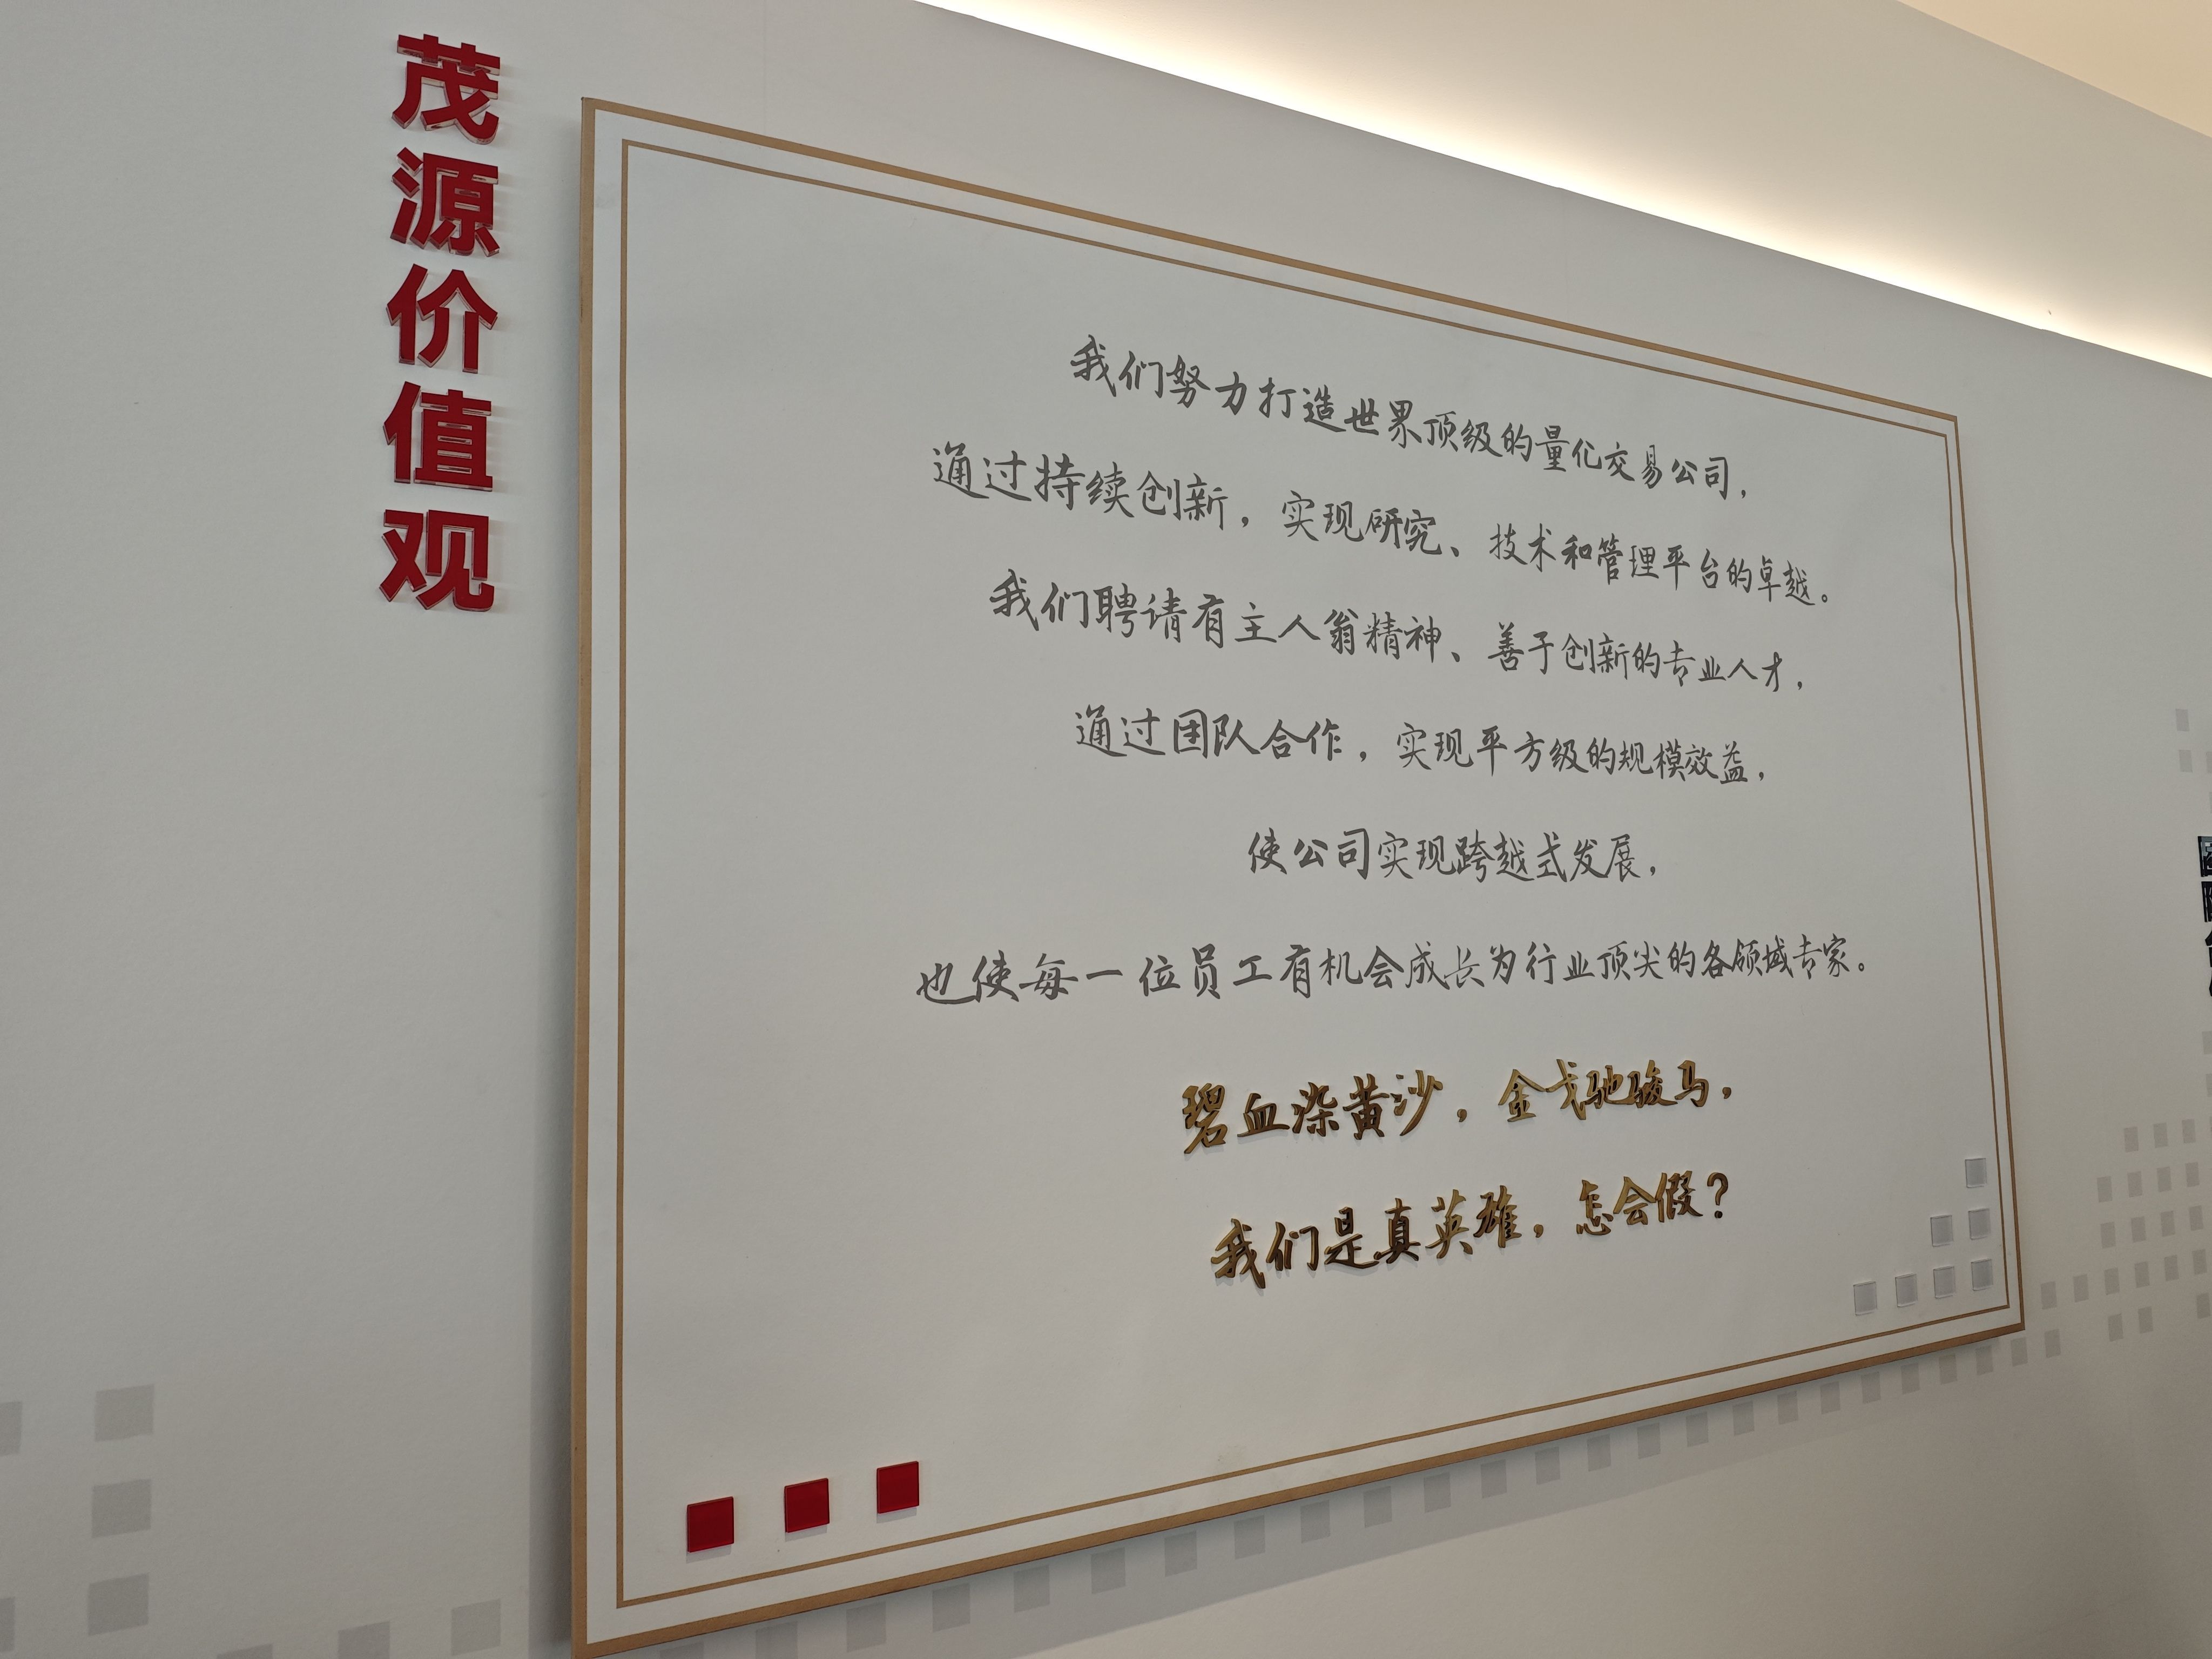 茂源价值观
我们努力打造世界顶级的量化交易公司，
通过持续创新，实现研究、技术和管理平台的卓越。
我们聘请有主人翁精神、善于创新的专业人才，
通过团队合作，实现平方级的规模效益，
使公司实现跨越式发展，
也使每一位员工有机会成长为行业顶尖的各领域专家。
碧血染黄沙，金戈驰骏马，
我们是真英雄，怎会假？